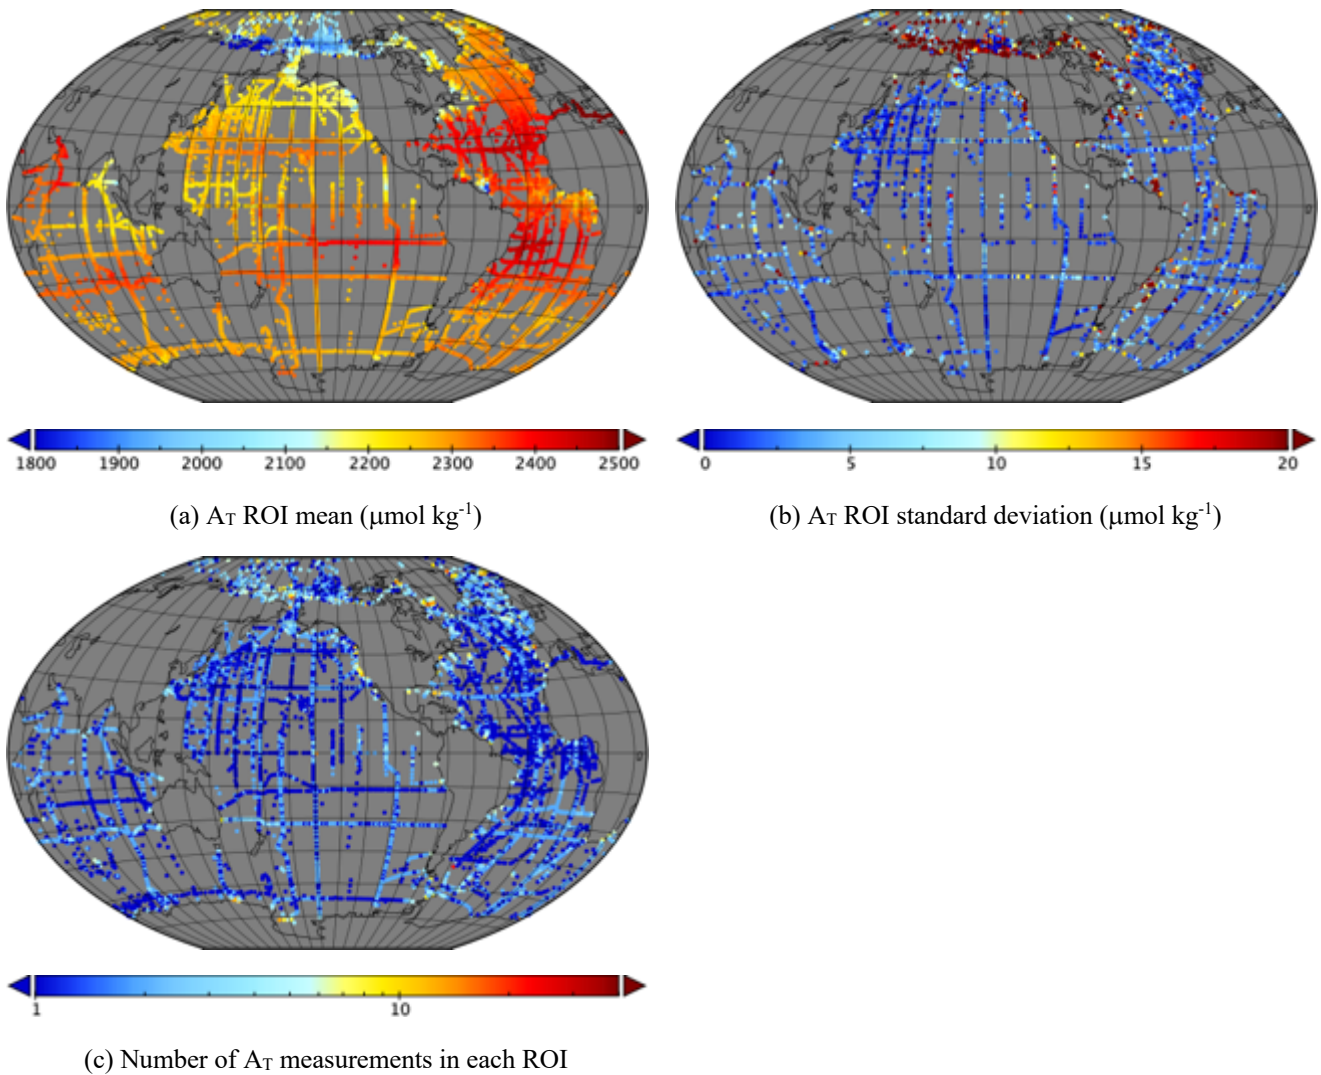 1800 1900 2000 2100 2200 2300 2400 2500
0 5 10 15 20
(a) AT ROI mean (μmol kg-1)
(b) AT ROI standard deviation (μmol kg-1)
1 10
(c) Number of AT measurements in each ROI